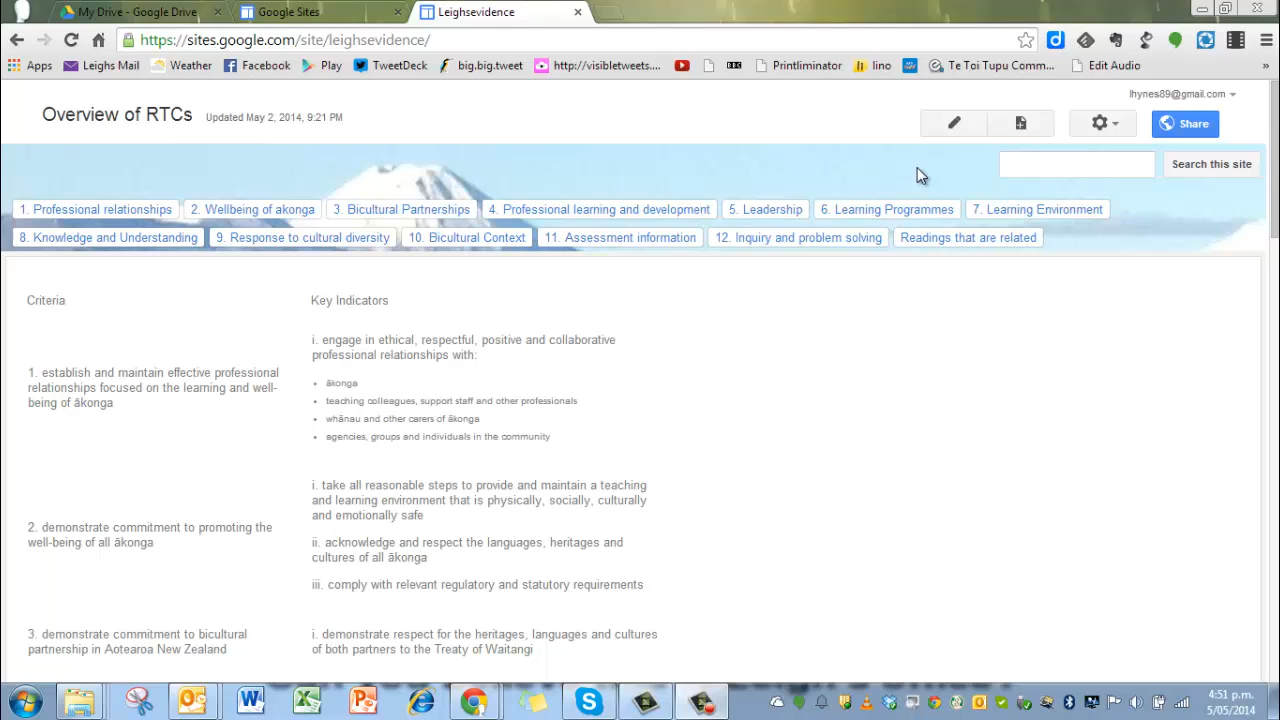 My Drive - Google Drive
Google Sites
Leighsevidence
https://sites.google.com/site/leighsevidence/
Apps Leighs Mail Weather Facebook Play TweetDeck big.big.tweet http://visibletweets.... BBC Printliminator lino Te Toi Tupu Comm... Edit Audio »
lhynes89@gmail.com
Overview of RTCs Updated May 2, 2014, 9:21 PM
Share
Search this site
1. Professional relationships 2. Wellbeing of akonga 3. Bicultural Partnerships 4. Professional learning and development 5. Leadership 6. Learning Programmes 7. Learning Environment
8. Knowledge and Understanding 9. Response to cultural diversity 10. Bicultural Context 11. Assessment information 12. Inquiry and problem solving Readings that are related
Criteria Key Indicators
i. engage in ethical, respectful, positive and collaborative
professional relationships with:
1. establish and maintain effective professional
relationships focused on the learning and well-
being of ākonga
• ākonga
• teaching colleagues, support staff and other professionals
• whānau and other carers of ākonga
• agencies, groups and individuals in the community
i. take all reasonable steps to provide and maintain a teaching
and learning environment that is physically, socially, culturally
and emotionally safe
2. demonstrate commitment to promoting the
well-being of all ākonga
ii. acknowledge and respect the languages, heritages and
cultures of all ākonga
iii. comply with relevant regulatory and statutory requirements
3. demonstrate commitment to bicultural
partnership in Aotearoa New Zealand
i. demonstrate respect for the heritages, languages and cultures
of both partners to the Treaty of Waitangi
4:51 p.m.
5/05/2014